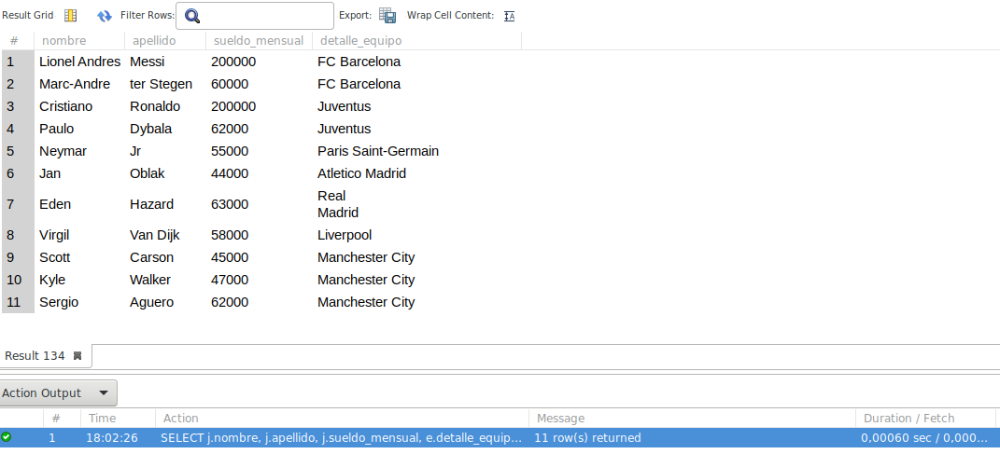 Result Grid Filter Rows: Export: Wrap Cell Content:
# nombre apellido sueldo_mensual detalle_equipo
1 Lionel Andres Messi 200000 FC Barcelona
2 Marc-Andre ter Stegen 60000 FC Barcelona
3 Cristiano Ronaldo 200000 Juventus
4 Paulo Dybala 62000 Juventus
5 Neymar Jr 55000 Paris Saint-Germain
6 Jan Oblak 44000 Atletico Madrid
7 Eden Hazard 63000 Real
Madrid
8 Virgil Van Dijk 58000 Liverpool
9 Scott Carson 45000 Manchester City
10 Kyle Walker 47000 Manchester City
11 Sergio Aguero 62000 Manchester City
Result 134
Action Output
# Time Action Message Duration / Fetch
1 18:02:26 SELECT j.nombre, j.apellido, j.sueldo_mensual, e.detalle_equip... 11 row(s) returned 0,00060 sec / 0,000...